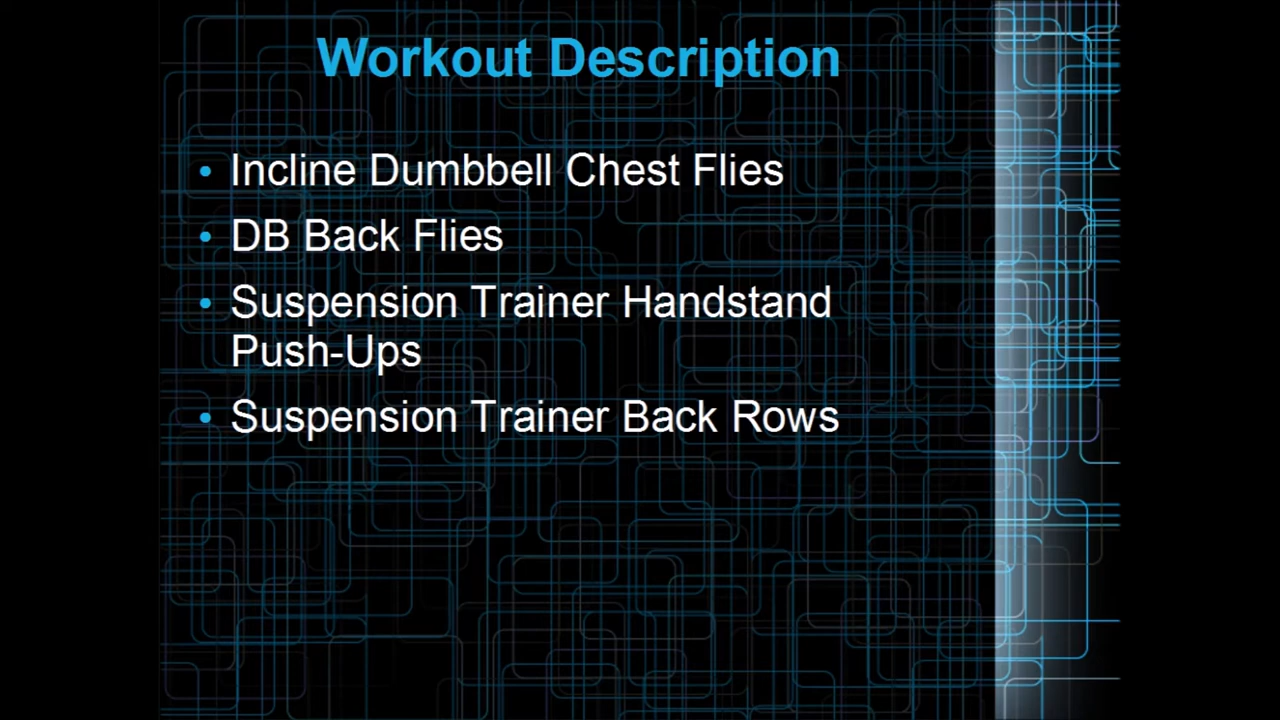 Workout Description
• Incline Dumbbell Chest Flies
• DB Back Flies
• Suspension Trainer Handstand
Push-Ups
• Suspension Trainer Back Rows